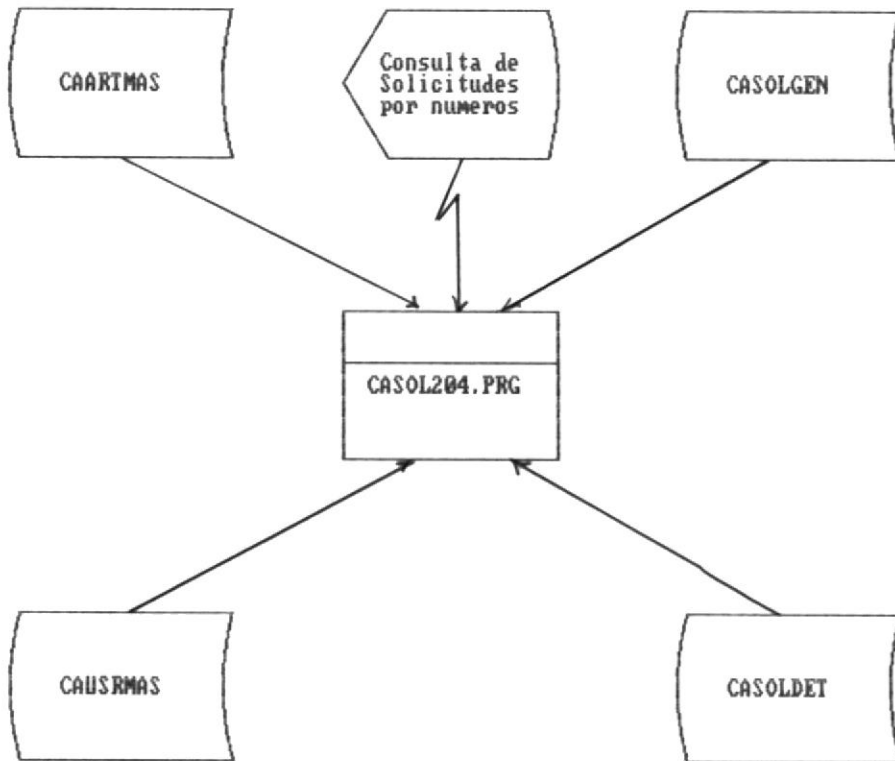 CAARTMAS
Consulta de
Solicitudes
por numeros
CASOLGEN
CASOL204.PRG
CAUSRMAS
CASOLDET